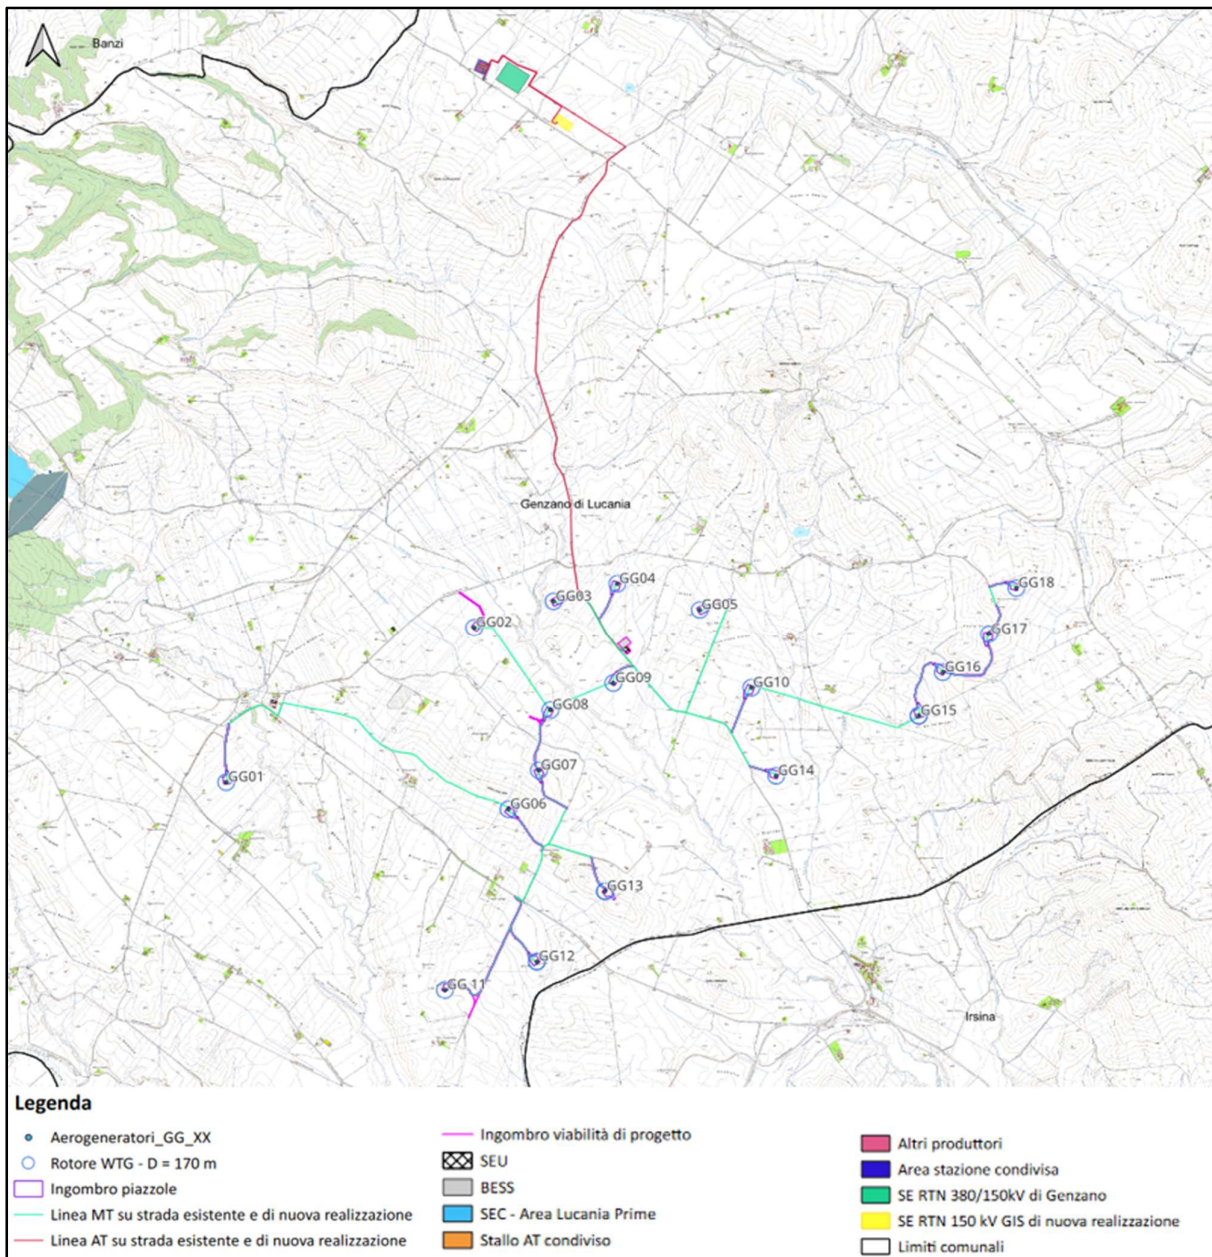 Banzi
Genzano di Lucania
GG04
GG03
GG05
GG18
GG02
GG17
GG09
GG16
GG10
GG08
GG15
GG07
GG14
GG01
GG06
GG13
GG12
GG 11
Irsina
Legenda
Aerogeneratori_GG_XX
Rotore WTG - D = 170 m
Ingombro piazzole
Linea MT su strada esistente e di nuova realizzazione
Linea AT su strada esistente e di nuova realizzazione
Ingombro viabilità di progetto
SEU
BESS
SEC - Area Lucania Prime
Stallo AT condiviso
Altri produttori
Area stazione condivisa
SE RTN 380/150kV di Genzano
SE RTN 150 kV GIS di nuova realizzazione
Limiti comunali